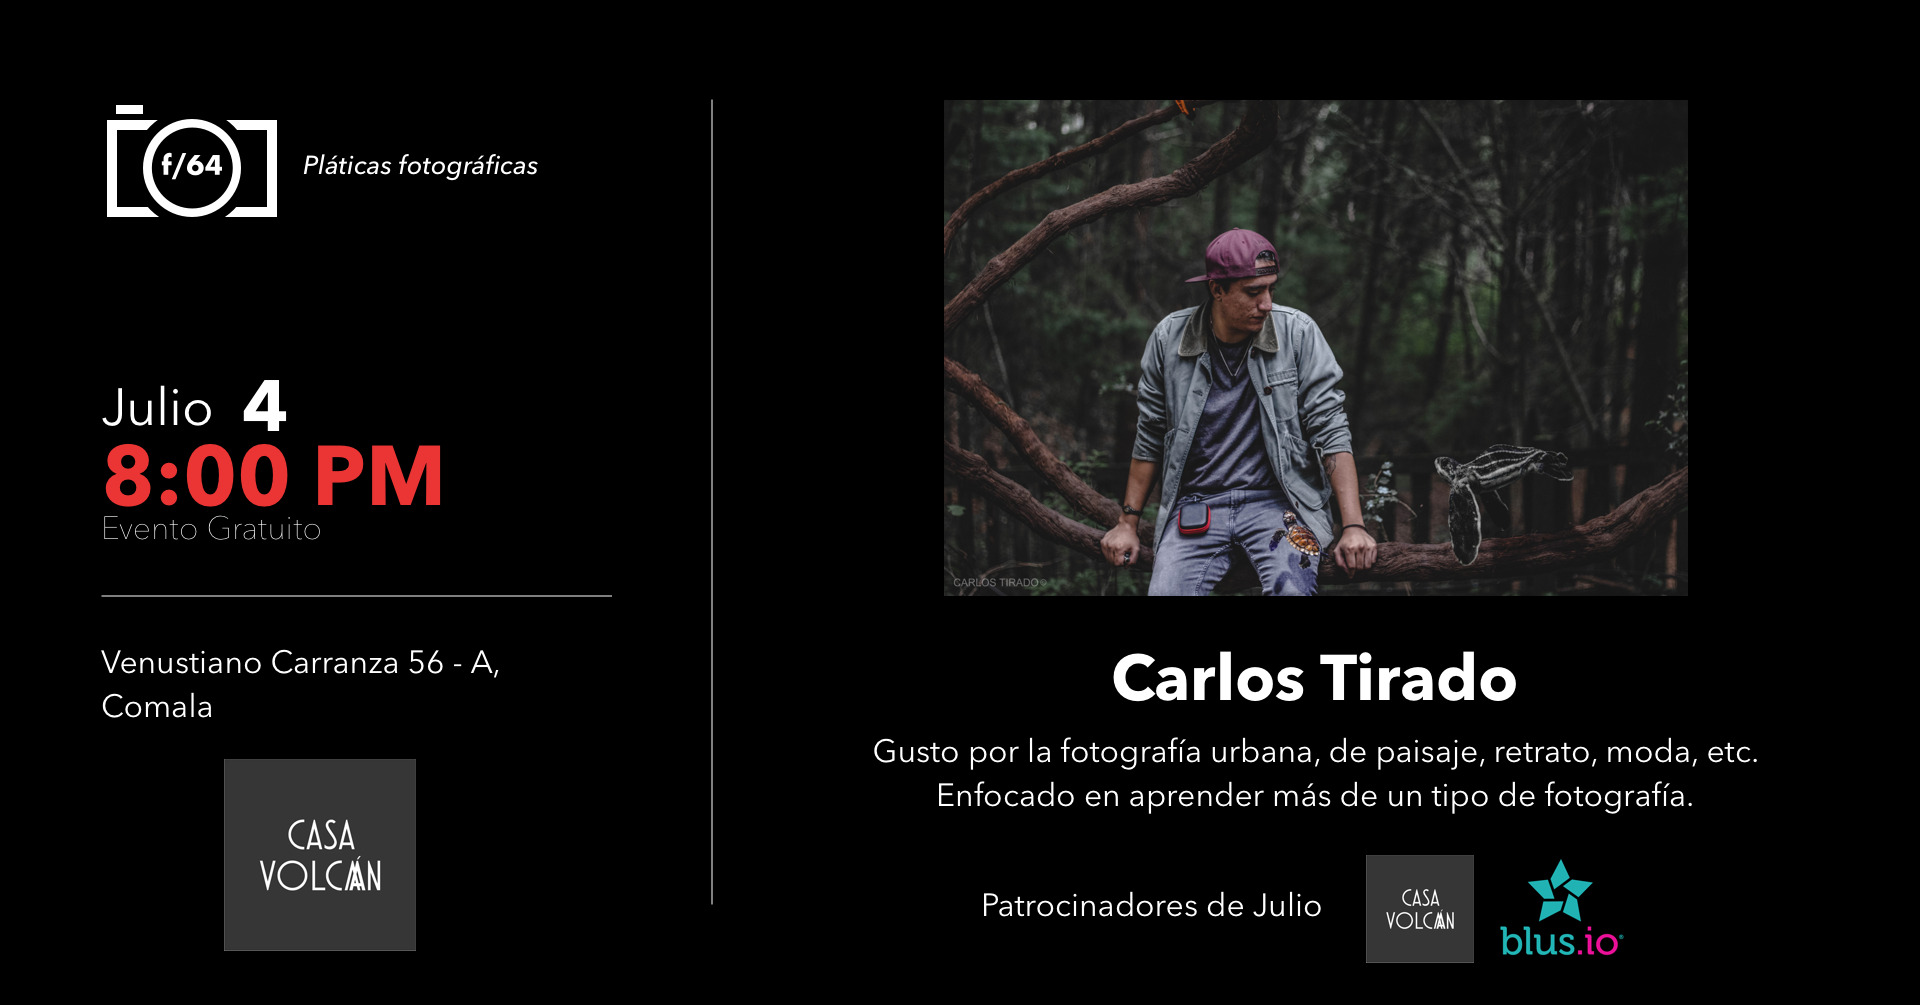 f/64
Pláticas fotográficas
Julio 4
8:00 PM
Evento Gratuito
Venustiano Carranza 56 - A,
Comala
CASA
VOLCÁN
CARLOS TIRADO©
Carlos Tirado
Gusto por la fotografía urbana, de paisaje, retrato, moda, etc.
Enfocado en aprender más de un tipo de fotografía.
Patrocinadores de Julio
CASA
VOLCÁN
blus.io